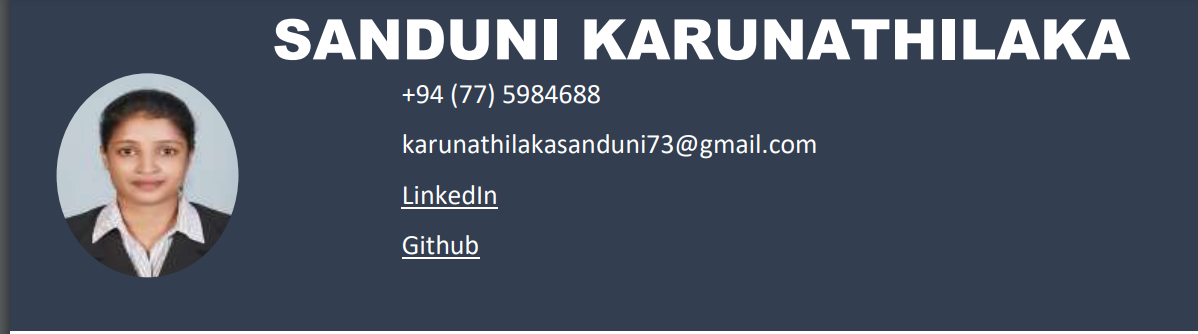 SANDUNI KARUNATHILAKA
+94 (77) 5984688
karunathilakasanduni73@gmail.com
LinkedIn
Github